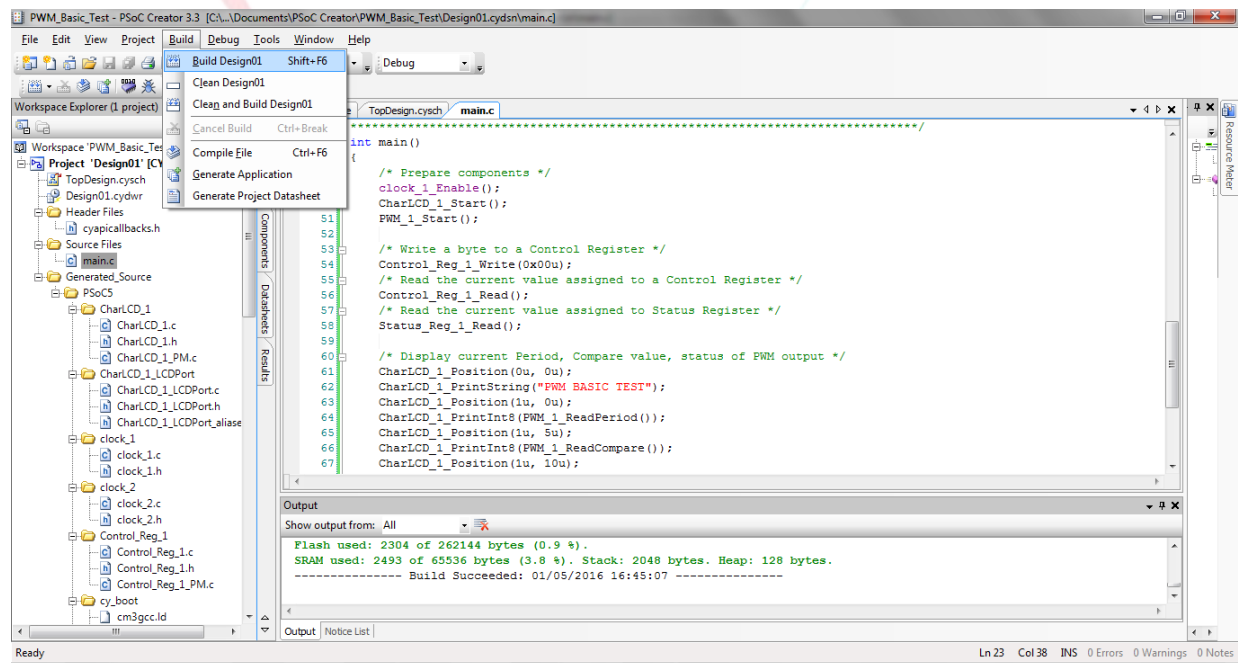 PWM_Basic_Test - PSoC Creator 3.3 [C:\...\Documents\PSoC Creator\PWM_Basic_Test\Design01.cydsn\main.c]
File Edit View Project Build Debug Tools Window Help
Debug
Build Design01 Shift+F6
Clean Design01
Clean and Build Design01
Cancel Build Ctrl+Break
Compile File Ctrl+F6
Generate Application
Generate Project Datasheet
Workspace Explorer (1 project)
Workspace 'PWM_Basic_Tes
Project 'Design01' [CY
TopDesign.cysch
Design01.cydwr
Header Files
cyapicallbacks.h
Source Files
main.c
Generated_Source
PSoC5
CharLCD_1
CharLCD_1.c
CharLCD_1.h
CharLCD_1_PM.c
CharLCD_1_LCDPort
CharLCD_1_LCDPort.c
CharLCD_1_LCDPort.h
CharLCD_1_LCDPort_aliase
clock_1
clock_1.c
clock_1.h
clock_2
clock_2.c
clock_2.h
Control_Reg_1
Control_Reg_1.c
Control_Reg_1.h
Control_Reg_1_PM.c
cy_boot
cm3gcc.ld
Components
Datasheets
Results
TopDesign.cysch main.c
******************************************************************************/
int main()
{
/* Prepare components */
clock_1_Enable();
CharLCD_1_Start();
51 PWM_1_Start();
52
53 /* Write a byte to a Control Register */
54 Control_Reg_1_Write(0x00u);
55 /* Read the current value assigned to a Control Register */
56 Control_Reg_1_Read();
57 /* Read the current value assigned to Status Register */
58 Status_Reg_1_Read();
59
60 /* Display current Period, Compare value, status of PWM output */
61 CharLCD_1_Position(0u, 0u);
62 CharLCD_1_PrintString("PWM BASIC TEST");
63 CharLCD_1_Position(1u, 0u);
64 CharLCD_1_PrintInt8(PWM_1_ReadPeriod());
65 CharLCD_1_Position(1u, 5u);
66 CharLCD_1_PrintInt8(PWM_1_ReadCompare());
67 CharLCD_1_Position(1u, 10u);
Resource Meter
Output
Show output from: All
Flash used: 2304 of 262144 bytes (0.9 %).
SRAM used: 2493 of 65536 bytes (3.8 %). Stack: 2048 bytes. Heap: 128 bytes.
--------------- Build Succeeded: 01/05/2016 16:45:07 ---------------
Output Notice List
Ready Ln 23 Col 38 INS 0 Errors 0 Warnings 0 Notes